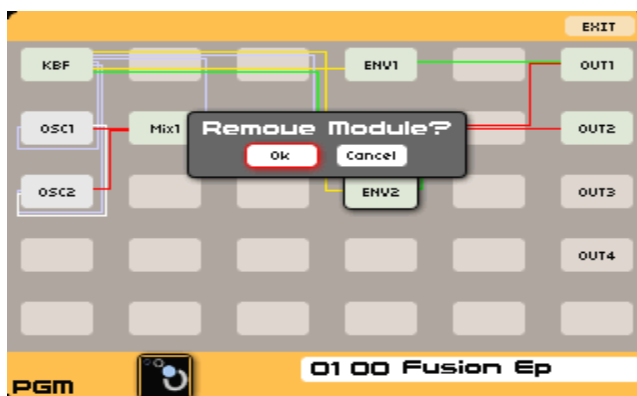 EXIT
KBF ENV1 OUT1
OSC1 Mix1 Remove Module? OUT2
Ok Cancel
OSC2 ENV2 OUT3
OUT4
01 00 Fusion Ep
PGM